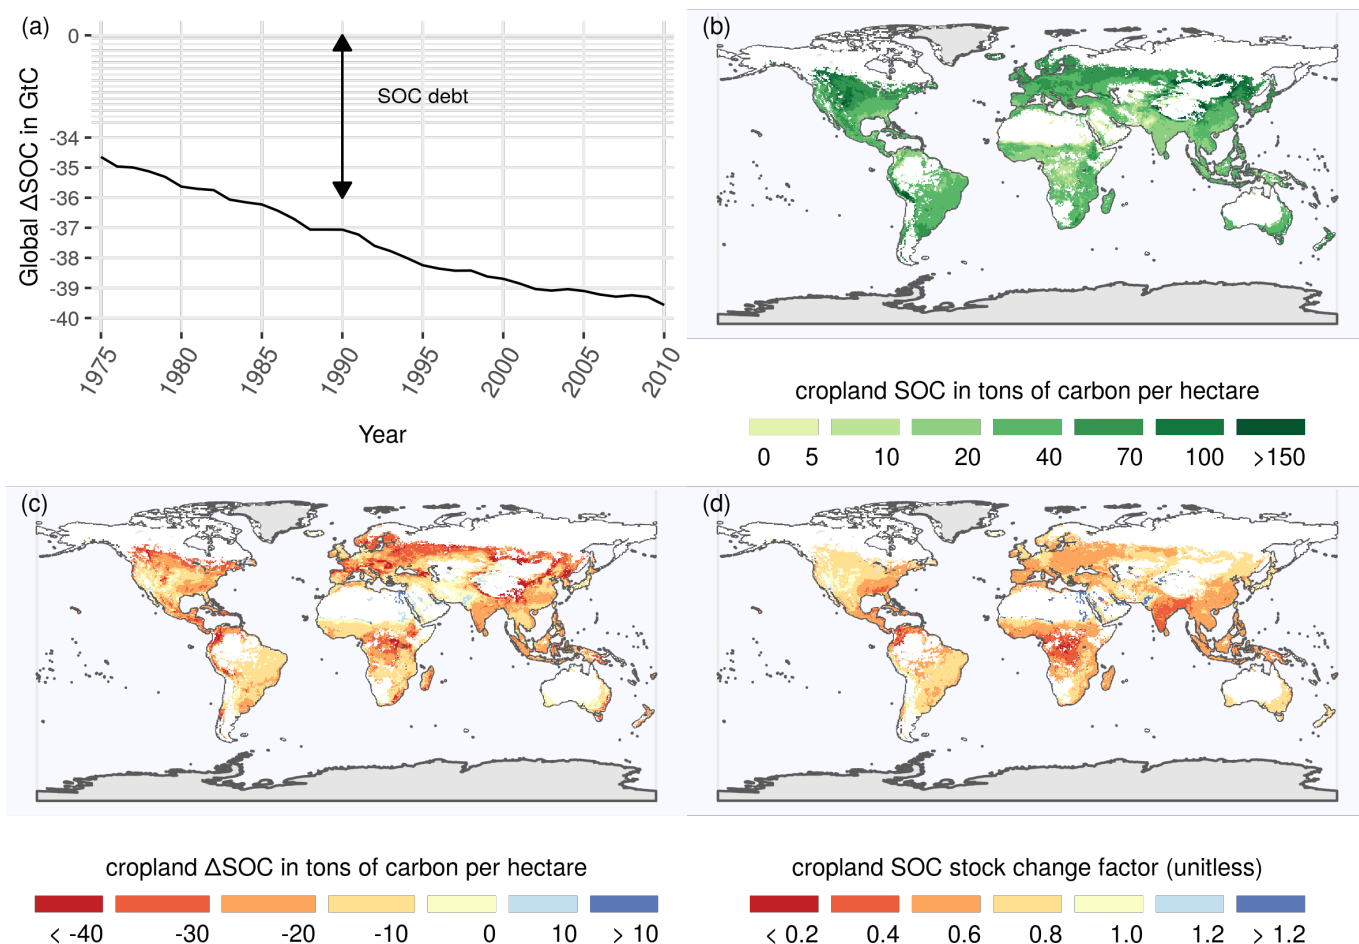 (a)
Global ΔSOC in GtC
0
-34
-35
-36
-37
-38
-39
-40
SOC debt
1975
1980
1985
1990
1995
2000
2005
2010
Year
(b)
cropland SOC in tons of carbon per hectare
0 5 10 20 40 70 100 >150
(c)
cropland ΔSOC in tons of carbon per hectare
< -40 -30 -20 -10 0 10 > 10
(d)
cropland SOC stock change factor (unitless)
< 0.2 0.4 0.6 0.8 1.0 1.2 > 1.2